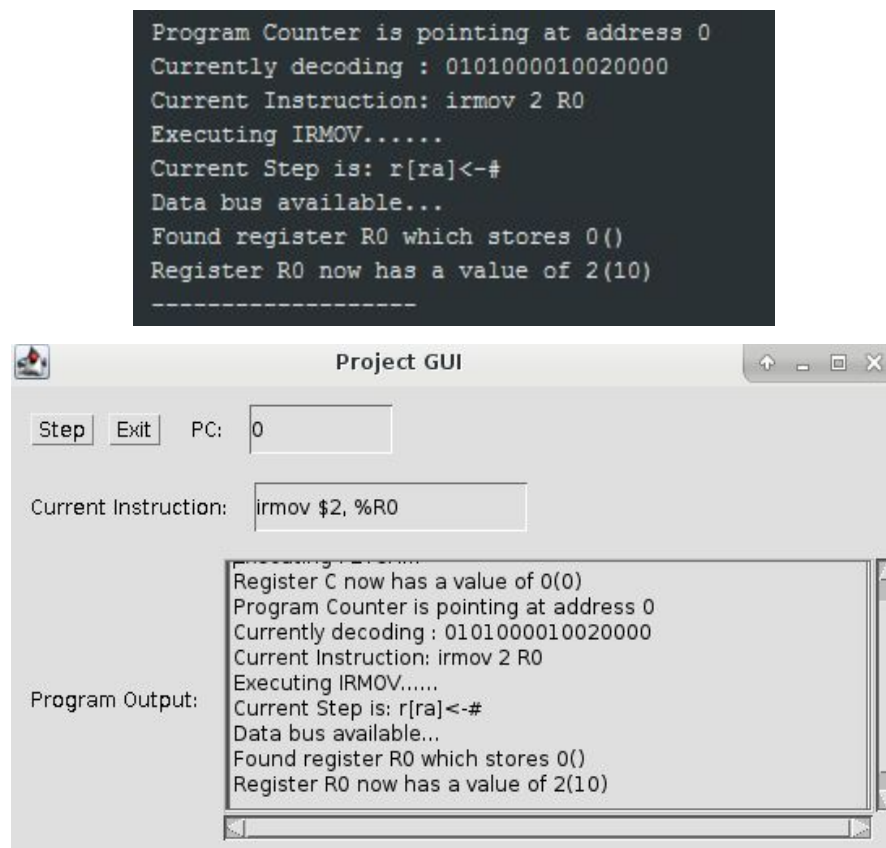 Program Counter is pointing at address 0
Currently decoding : 0101000010020000
Current Instruction: irmov 2 R0
Executing IRMOV......
Current Step is: r[ra]<-#
Data bus available...
Found register R0 which stores 0()
Register R0 now has a value of 2(10)
-------------------
Project GUI
Step Exit PC: 0
Current Instruction: irmov $2, %R0
Register C now has a value of 0(0)
Program Counter is pointing at address 0
Currently decoding : 0101000010020000
Current Instruction: irmov 2 R0
Executing IRMOV......
Program Output:
Current Step is: r[ra]<-#
Data bus available...
Found register R0 which stores 0()
Register R0 now has a value of 2(10)